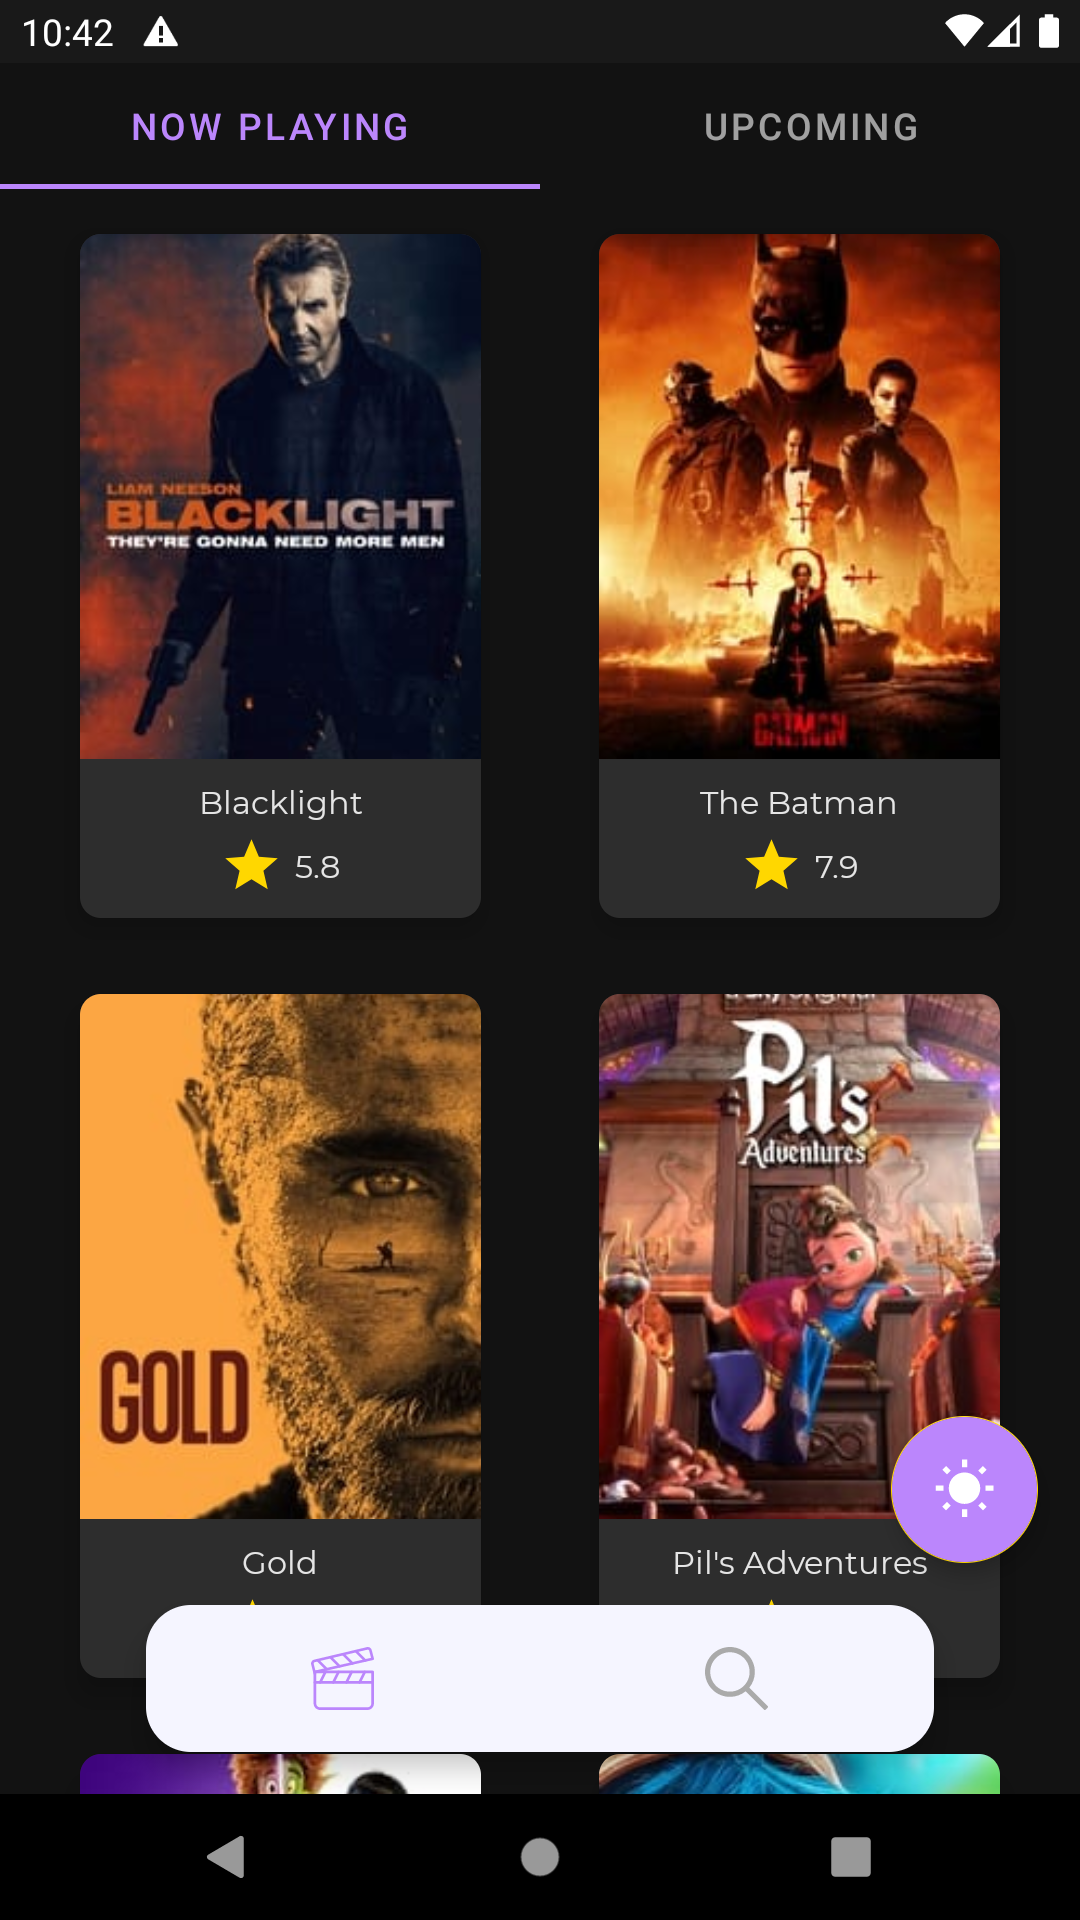 10:42
NOW PLAYING
UPCOMING
LIAM NEESON
BLACKLIGHT
THEY'RE GONNA NEED MORE MEN
BATMAN
Blacklight
5.8
The Batman
7.9
Pil's
Adventures
GOLD
Gold
Pil's Adventures